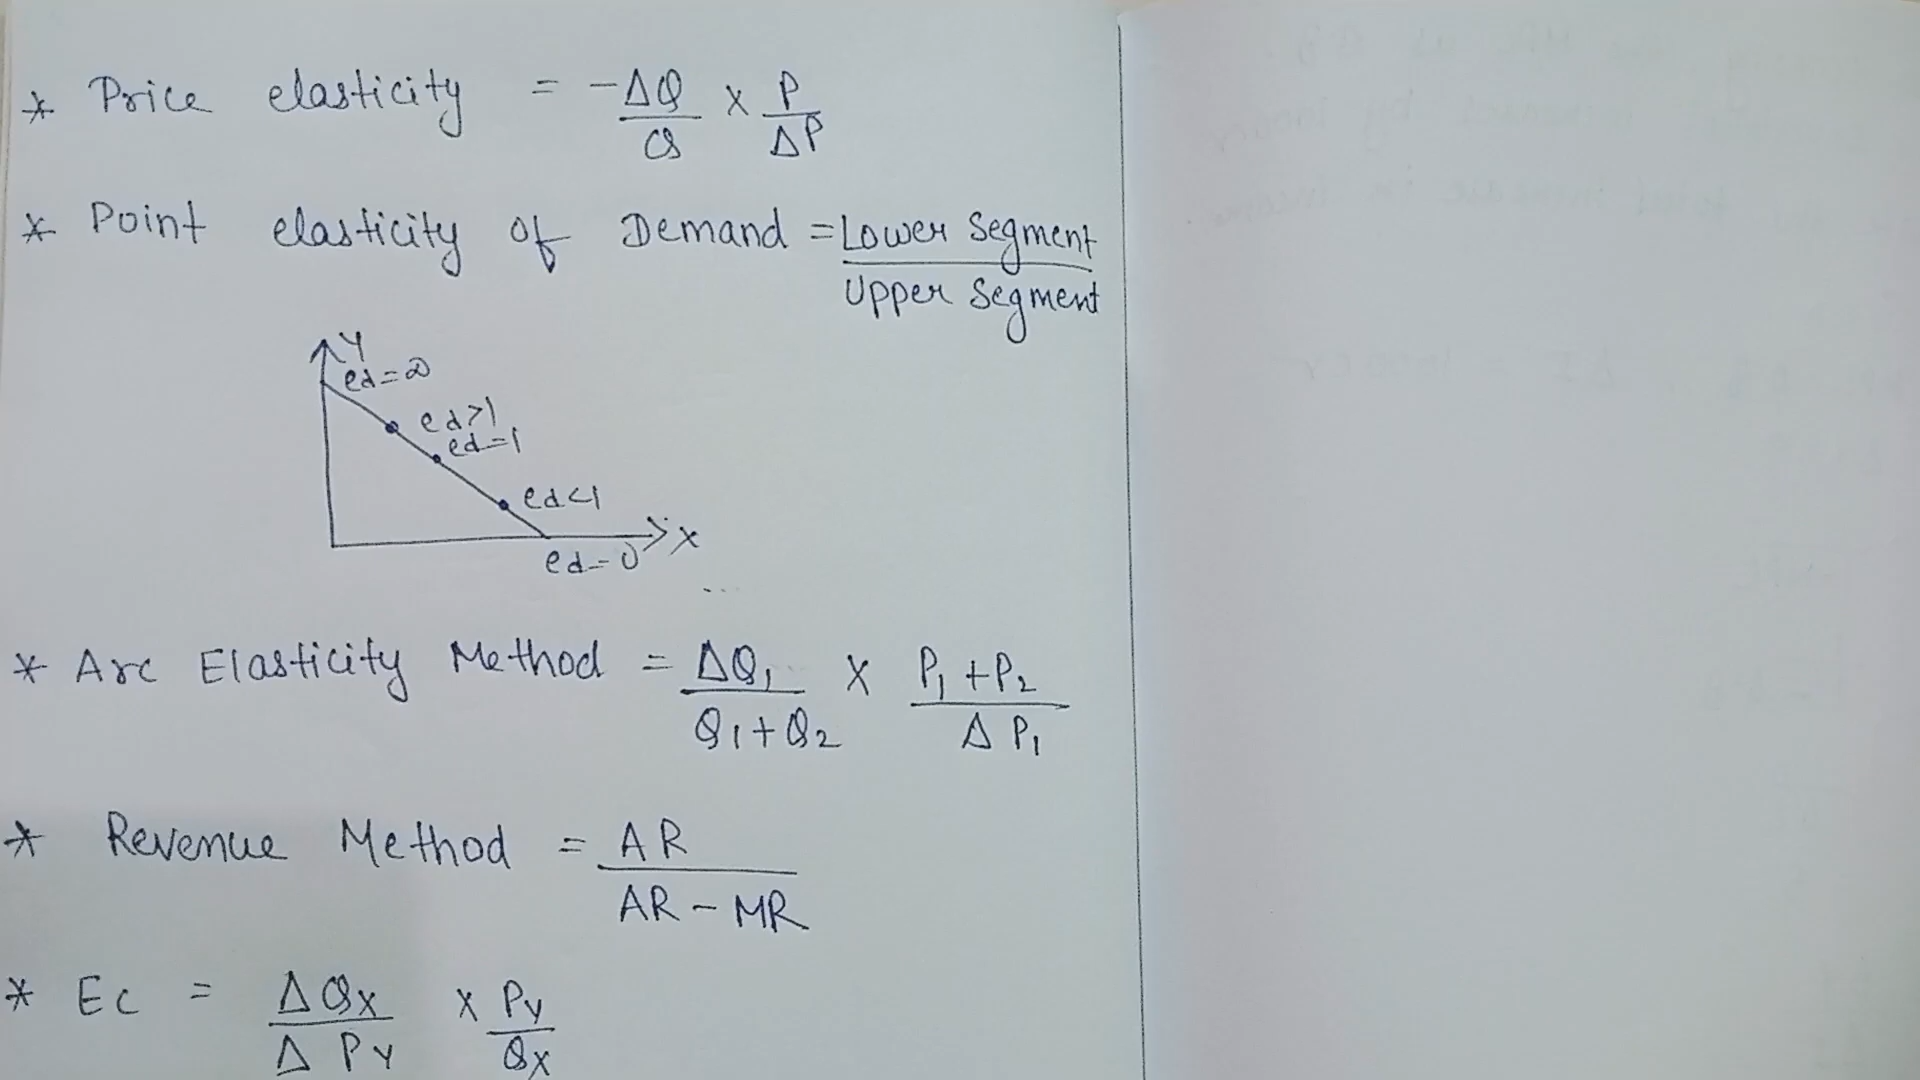 * Price elasticity = -ΔQ/Q x P/ΔP
* Point elasticity of Demand = Lower Segment/Upper Segment
Y
ed=∞
ed>1
ed=1
ed<1
X
ed=0
* Arc Elasticity Method = ΔQ1/Q1+Q2 x P1+P2/ΔP1
* Revenue Method = AR/AR-MR
* Ec = ΔQx/ΔPy x Py/Qx